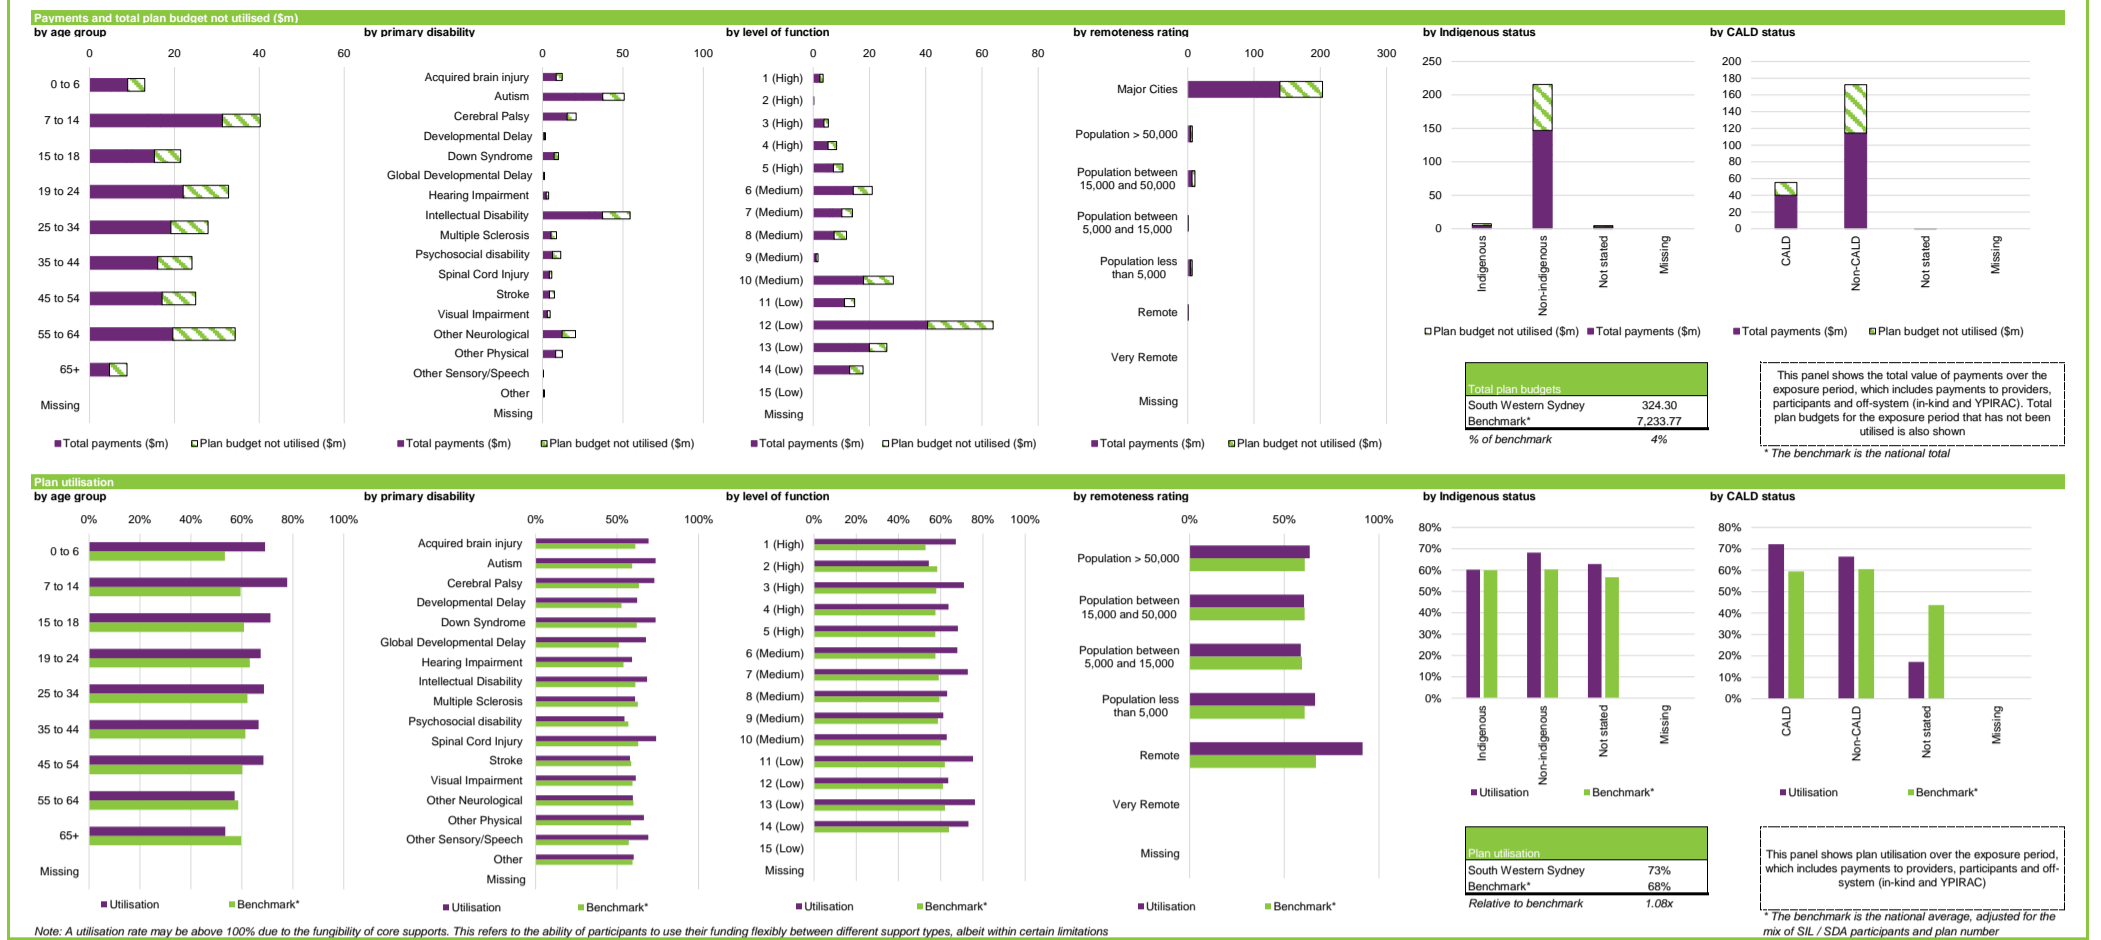 Payments and total plan budget not utilised ($m)
by age group
0 20 40 60
0 to 6
7 to 14
15 to 18
19 to 24
25 to 34
35 to 44
45 to 54
55 to 64
65+
Missing
Total payments ($m) Plan budget not utilised ($m)
by primary disability
0 50 100
Acquired brain injury
Autism
Cerebral Palsy
Developmental Delay
Down Syndrome
Global Developmental Delay
Hearing Impairment
Intellectual Disability
Multiple Sclerosis
Psychosocial disability
Spinal Cord Injury
Stroke
Visual Impairment
Other Neurological
Other Physical
Other Sensory/Speech
Other
Missing
Total payments ($m) Plan budget not utilised ($m)
by level of function
0 20 40 60 80
1 (High)
2 (High)
3 (High)
4 (High)
5 (High)
6 (Medium)
7 (Medium)
8 (Medium)
9 (Medium)
10 (Medium)
11 (Low)
12 (Low)
13 (Low)
14 (Low)
15 (Low)
Missing
Total payments ($m) Plan budget not utilised ($m)
by remoteness rating
0 100 200 300
Major Cities
Population > 50,000
Population between
15,000 and 50,000
Population between
5,000 and 15,000
Population less
than 5,000
Remote
Very Remote
Missing
Total payments ($m) Plan budget not utilised ($m)
by Indigenous status
250
200
150
100
50
0
Indigenous
Non-indigenous
Not stated
Missing
Plan budget not utilised ($m) Total payments ($m)
by CALD status
200
180
160
140
120
100
80
60
40
20
0
CALD
Non-CALD
Not stated
Missing
Total payments ($m) Plan budget not utilised ($m)
Total plan budgets
South Western Sydney 324.30
Benchmark* 7,233.77
% of benchmark 4%
This panel shows the total value of payments over the
exposure period, which includes payments to providers,
participants and off-system (in-kind and YPIRAC). Total
plan budgets for the exposure period that has not been
utilised is also shown
* The benchmark is the national total
Plan utilisation
by age group
0% 20% 40% 60% 80% 100%
0 to 6
7 to 14
15 to 18
19 to 24
25 to 34
35 to 44
45 to 54
55 to 64
65+
Missing
Utilisation Benchmark*
by primary disability
0% 50% 100%
Acquired brain injury
Autism
Cerebral Palsy
Developmental Delay
Down Syndrome
Global Developmental Delay
Hearing Impairment
Intellectual Disability
Multiple Sclerosis
Psychosocial disability
Spinal Cord Injury
Stroke
Visual Impairment
Other Neurological
Other Physical
Other Sensory/Speech
Other
Missing
Utilisation Benchmark*
by level of function
0% 20% 40% 60% 80% 100%
1 (High)
2 (High)
3 (High)
4 (High)
5 (High)
6 (Medium)
7 (Medium)
8 (Medium)
9 (Medium)
10 (Medium)
11 (Low)
12 (Low)
13 (Low)
14 (Low)
15 (Low)
Missing
Utilisation Benchmark*
by remoteness rating
0% 50% 100%
Population > 50,000
Population between
15,000 and 50,000
Population between
5,000 and 15,000
Population less
than 5,000
Remote
Very Remote
Missing
Utilisation Benchmark*
by Indigenous status
80%
70%
60%
50%
40%
30%
20%
10%
0%
Indigenous
Non-indigenous
Not stated
Missing
Utilisation Benchmark*
by CALD status
80%
70%
60%
50%
40%
30%
20%
10%
0%
CALD
Non-CALD
Not stated
Missing
Utilisation Benchmark*
Plan utilisation
South Western Sydney 73%
Benchmark* 68%
Relative to benchmark 1.08x
This panel shows plan utilisation over the exposure period,
which includes payments to providers, participants and off-
system (in-kind and YPIRAC)
* The benchmark is the national average, adjusted for the
mix of SIL / SDA participants and plan number
Note: A utilisation rate may be above 100% due to the fungibility of core supports. This refers to the ability of participants to use their funding flexibly between different support types, albeit within certain limitations